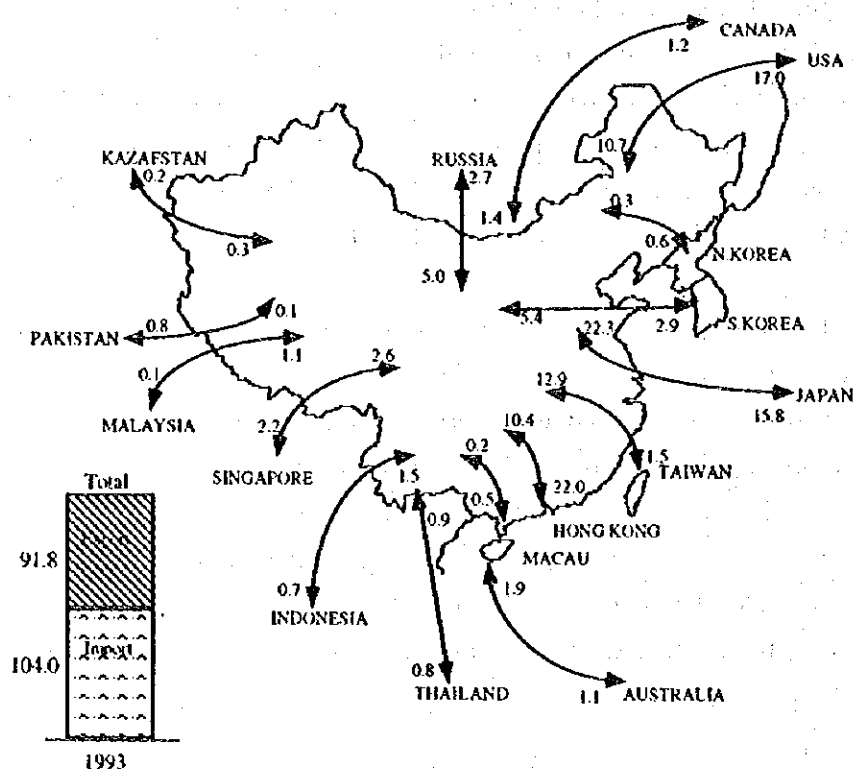 CANADA
1.2
USA
17.0
KAZAFSTAN
0.2
RUSSIA
2.7
10.7
1.4
0.3
0.3
0.6
N.KOREA
5.0
PAKISTAN
0.8
0.1
5.4
2.9
S.KOREA
22.3
1.1
2.6
0.1
MALAYSIA
12.9
JAPAN
15.8
2.2
SINGAPORE
10.4
0.2
1.5
TAIWAN
1.5
0.5
22.0
0.9
HONG KONG
MACAU
1.9
0.7
INDONESIA
0.8
THAILAND
1.1
AUSTRALIA
Total
91.8
Import
104.0
1993